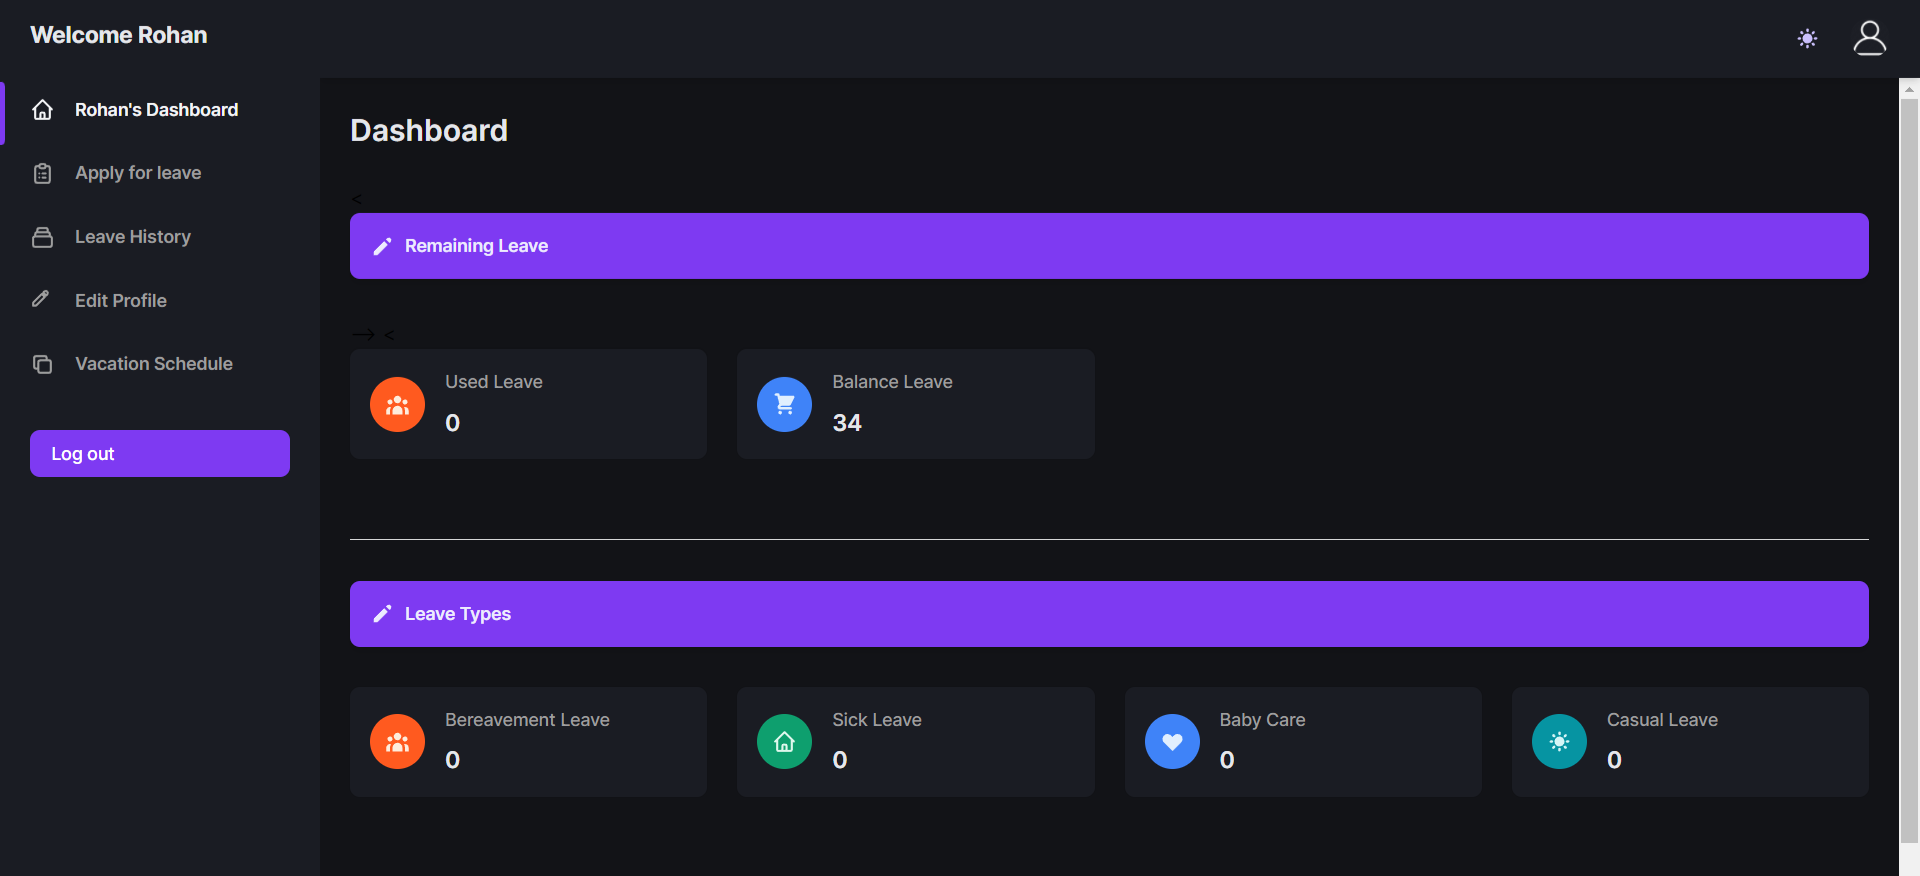 Welcome Rohan
Rohan's Dashboard
Apply for leave
Leave History
Edit Profile
Vacation Schedule
Log out
Dashboard
<
Remaining Leave
--> <
Used Leave
0
Balance Leave
34
Leave Types
Bereavement Leave
0
Sick Leave
0
Baby Care
0
Casual Leave
0